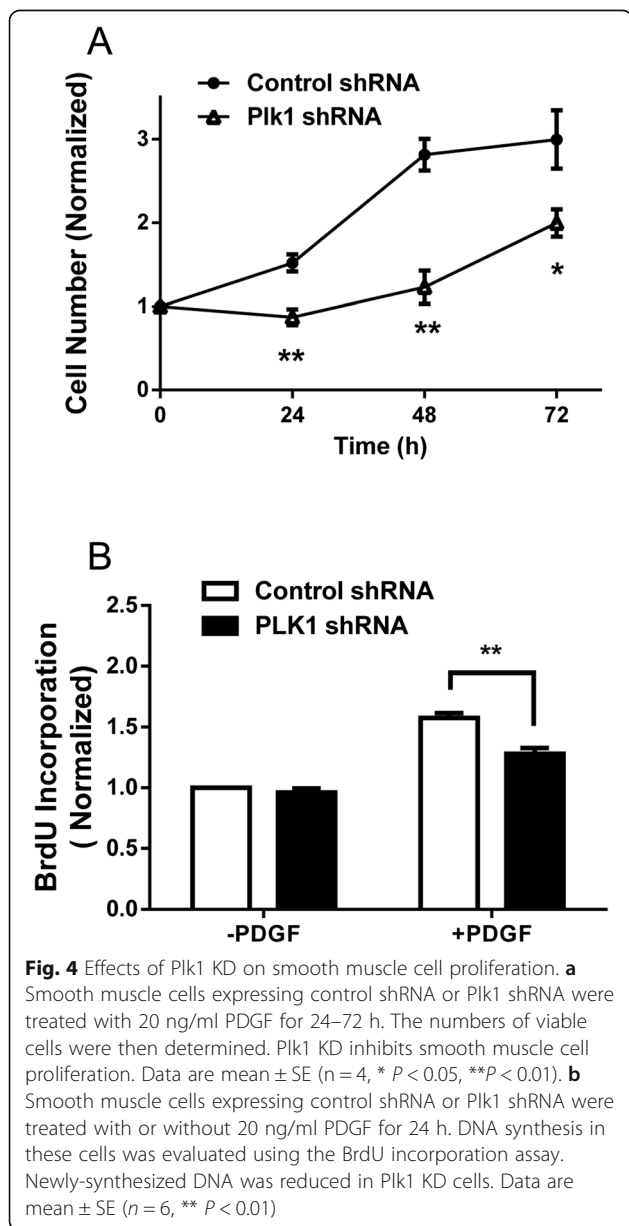 A
Control shRNA
Plk1 shRNA
Cell Number (Normalized)
3
2
1
0
**
**
*
0 24 48 72
Time (h)
B
Control shRNA
PLK1 shRNA
BrdU Incorporation
( Normalized)
2.5
2.0
1.5
1.0
0.5
0.0
**
-PDGF +PDGF
Fig. 4 Effects of Plk1 KD on smooth muscle cell proliferation. a
Smooth muscle cells expressing control shRNA or Plk1 shRNA were
treated with 20 ng/ml PDGF for 24–72 h. The numbers of viable
cells were then determined. Plk1 KD inhibits smooth muscle cell
proliferation. Data are mean ± SE (n = 4, * P < 0.05, **P < 0.01). b
Smooth muscle cells expressing control shRNA or Plk1 shRNA were
treated with or without 20 ng/ml PDGF for 24 h. DNA synthesis in
these cells was evaluated using the BrdU incorporation assay.
Newly-synthesized DNA was reduced in Plk1 KD cells. Data are
mean ± SE (n = 6, ** P < 0.01)